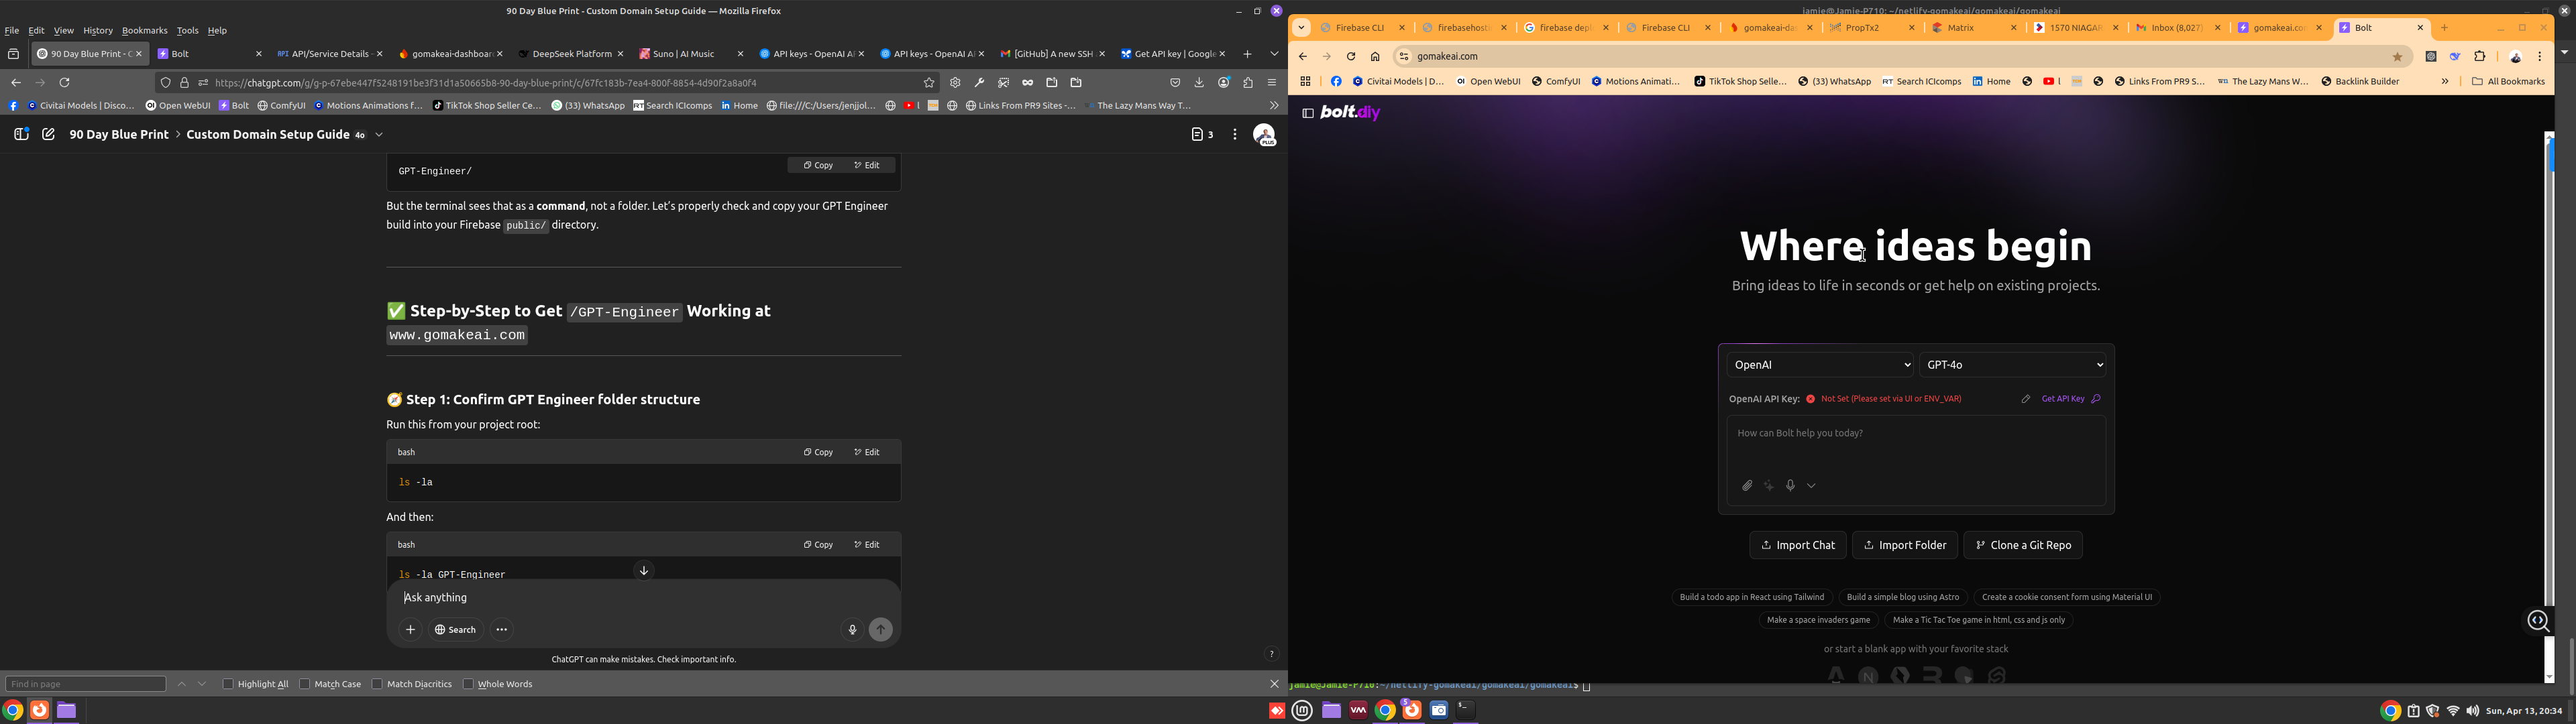 90 Day Blue Print - Custom Domain Setup Guide — Mozilla Firefox
File Edit View History Bookmarks Tools Help
90 Day Blue Print - C
Bolt
API/Service Details -
gomakeai-dashboar
DeepSeek Platform
Suno | AI Music
API keys - OpenAI A
API keys - OpenAI A
[GitHub] A new SSH
Get API key | Google
https://chatgpt.com/g/g-p-67ebe447f5248191be3f31d1a50665b8-90-day-blue-print/c/67fc183b-7ea4-800f-8854-4d90f2a8a0f4
Civitai Models | Disco...
Open WebUI
Bolt
ComfyUI
Motions Animations f...
TikTok Shop Seller Ce...
(33) WhatsApp
RT Search ICIcomps
Home
file:///C:/Users/jenjjol...
Links From PR9 Sites -...
The Lazy Mans Way T...
90 Day Blue Print > Custom Domain Setup Guide 4o
3
PLUS
Copy Edit
GPT-Engineer/
But the terminal sees that as a command, not a folder. Let’s properly check and copy your GPT Engineer
build into your Firebase public/ directory.
✅ Step-by-Step to Get /GPT-Engineer Working at
www.gomakeai.com
🧭 Step 1: Confirm GPT Engineer folder structure
Run this from your project root:
bash
Copy Edit
ls -la
And then:
bash
Copy Edit
ls -la GPT-Engineer
Ask anything
Search
ChatGPT can make mistakes. Check important info.
?
Find in page
Highlight All
Match Case
Match Diacritics
Whole Words
jamie@Jamie-P710: ~/netlify-gomakeai/gomakeai/gomakeai
Firebase CLI
firebasehost
firebase dep
Firebase CLI
gomakeai-da
PropTx2
Matrix
1570 NIAGAR
Inbox (8,027)
gomakeai.co
Bolt
gomakeai.com
Civitai Models | D...
Open WebUI
ComfyUI
Motions Animati...
TikTok Shop Selle...
(33) WhatsApp
RT Search ICIcomps
Home
Links From PR9 S...
The Lazy Mans W...
Backlink Builder
All Bookmarks
bolt.diy
Where ideas begin
Bring ideas to life in seconds or get help on existing projects.
OpenAI
GPT-4o
OpenAI API Key: Not Set (Please set via UI or ENV_VAR)
Get API Key
How can Bolt help you today?
Import Chat
Import Folder
Clone a Git Repo
Build a todo app in React using Tailwind
Build a simple blog using Astro
Create a cookie consent form using Material UI
Make a space invaders game
Make a Tic Tac Toe game in html, css and js only
or start a blank app with your favorite stack
jamie@Jamie-P710:~/netlify-gomakeai/gomakeai/gomakeai$
5
Sun, Apr 13, 20:34